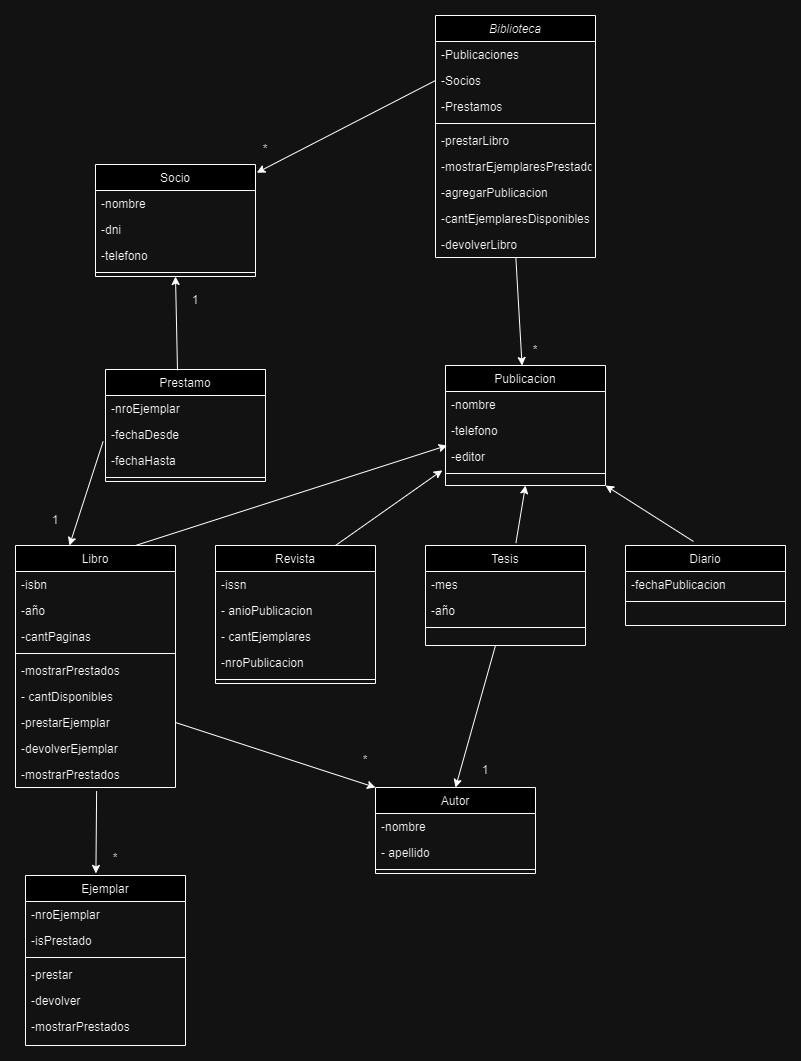 Biblioteca
-Publicaciones
-Socios
-Prestamos
-prestarLibro
-mostrarEjemplaresPrestado
-agregarPublicacion
-cantEjemplaresDisponibles
-devolverLibro
*
Socio
-nombre
-dni
-telefono
1
*
Prestamo
-nroEjemplar
-fechaDesde
-fechaHasta
Publicacion
-nombre
-telefono
-editor
1
Libro
-isbn
-año
-cantPaginas
-mostrarPrestados
- cantDisponibles
-prestarEjemplar
-devolverEjemplar
-mostrarPrestados
Revista
-issn
- anioPublicacion
- cantEjemplares
-nroPublicacion
Tesis
-mes
-año
Diario
-fechaPublicacion
*
1
Autor
-nombre
- apellido
*
Ejemplar
-nroEjemplar
-isPrestado
-prestar
-devolver
-mostrarPrestados